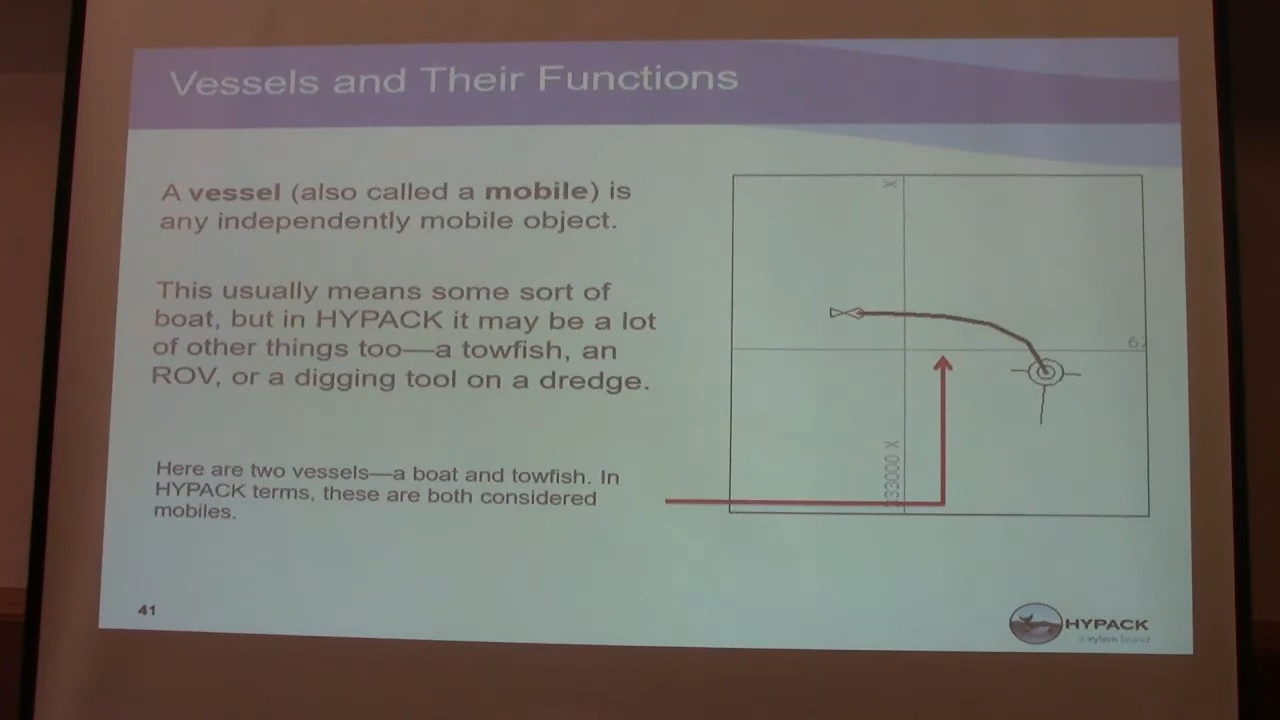 Vessels and Their Functions
A vessel (also called a mobile) is
any independently mobile object.
This usually means some sort of
boat, but in HYPACK it may be a lot
of other things too—a towfish, an
ROV, or a digging tool on a dredge.
Here are two vessels—a boat and towfish. In
HYPACK terms, these are both considered
mobiles.
X
6
33000 X
41
HYPACK
a xylem brand